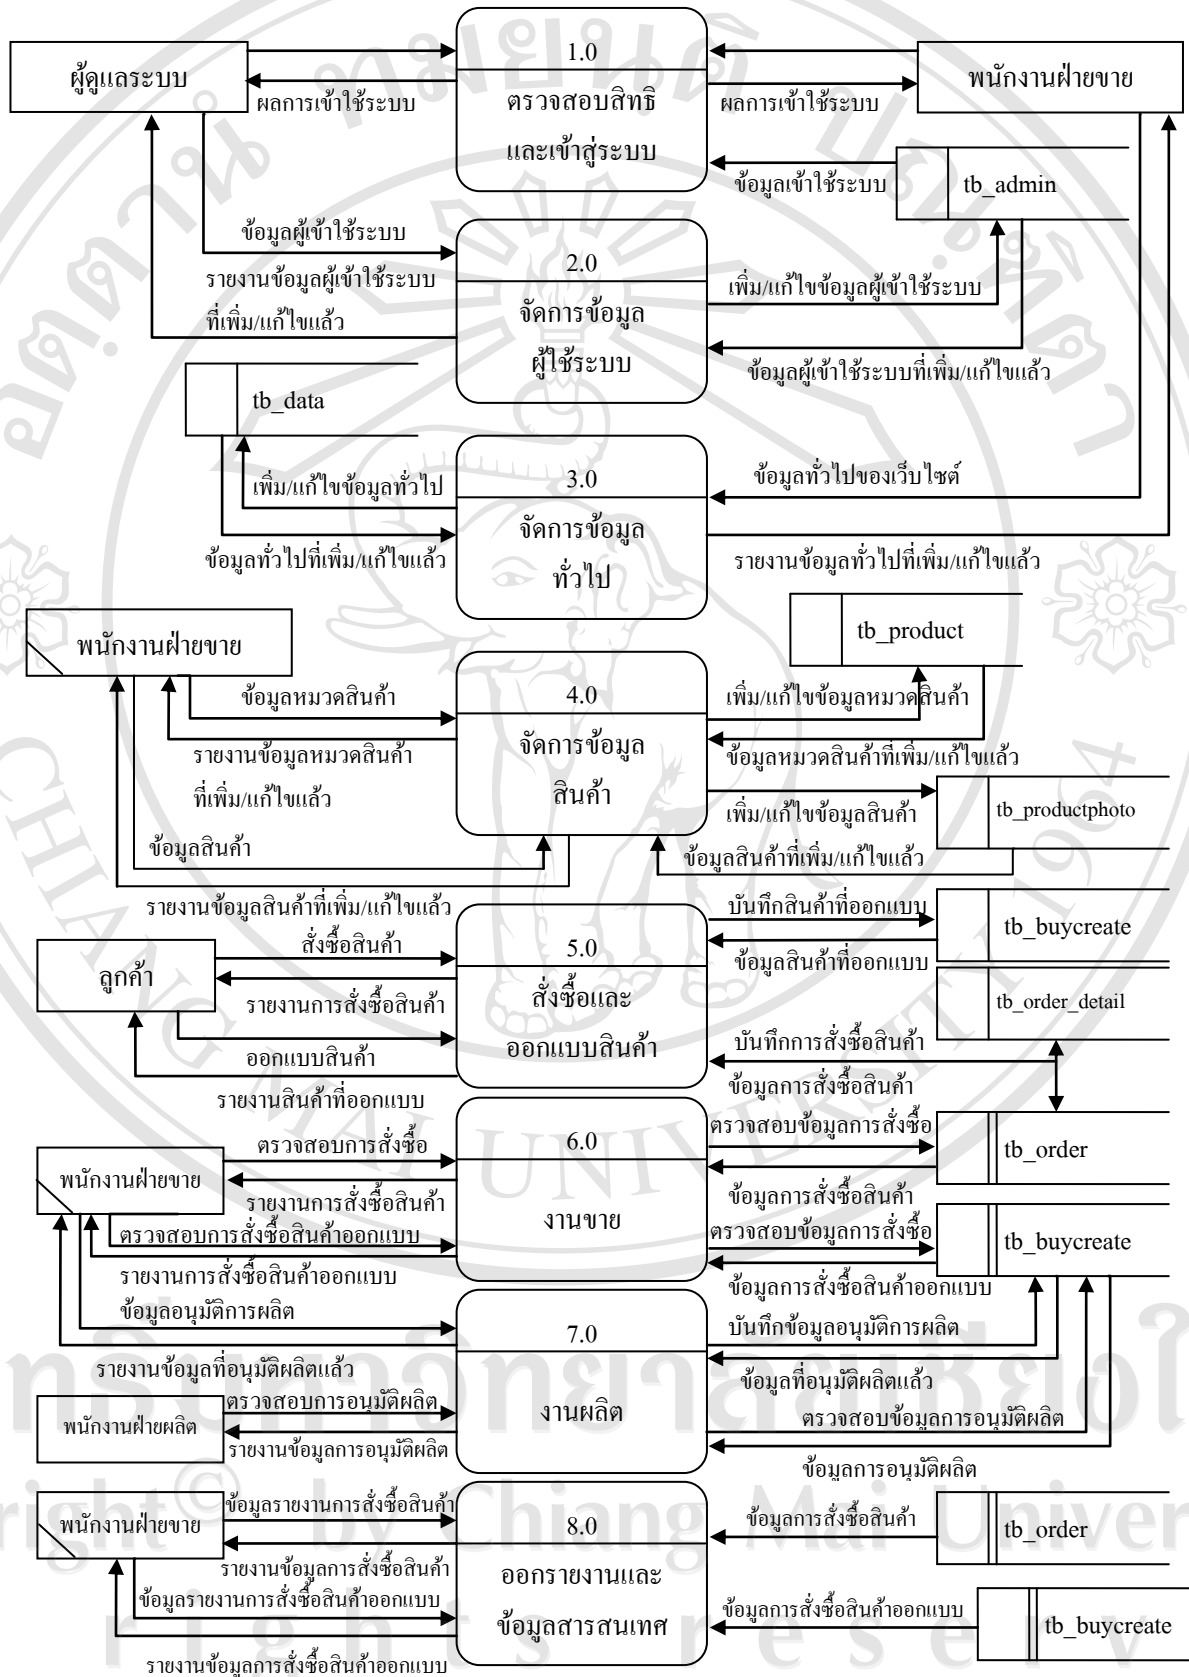 ผู้ดูแลระบบ
1.0
ตรวจสอบสิทธิ
และเข้าสู่ระบบ
พนักงานฝ่ายขาย
ผลการเข้าใช้ระบบ
ผลการเข้าใช้ระบบ
ข้อมูลเข้าใช้ระบบ
tb_admin
ข้อมูลผู้เข้าใช้ระบบ
รายงานข้อมูลผู้เข้าใช้ระบบ
ที่เพิ่ม/แก้ไขแล้ว
2.0
จัดการข้อมูล
ผู้ใช้ระบบ
เพิ่ม/แก้ไขข้อมูลผู้เข้าใช้ระบบ
ข้อมูลผู้เข้าใช้ระบบที่เพิ่ม/แก้ไขแล้ว
tb_data
เพิ่ม/แก้ไขข้อมูลทั่วไป
ข้อมูลทั่วไปที่เพิ่ม/แก้ไขแล้ว
3.0
จัดการข้อมูล
ทั่วไป
ข้อมูลทั่วไปของเว็บไซต์
รายงานข้อมูลทั่วไปที่เพิ่ม/แก้ไขแล้ว
พนักงานฝ่ายขาย
ข้อมูลหมวดสินค้า
รายงานข้อมูลหมวดสินค้า
ที่เพิ่ม/แก้ไขแล้ว
ข้อมูลสินค้า
รายงานข้อมูลสินค้าที่เพิ่ม/แก้ไขแล้ว
4.0
จัดการข้อมูล
สินค้า
tb_product
เพิ่ม/แก้ไขข้อมูลหมวดสินค้า
ข้อมูลหมวดสินค้าที่เพิ่ม/แก้ไขแล้ว
เพิ่ม/แก้ไขข้อมูลสินค้า
tb_productphoto
ข้อมูลสินค้าที่เพิ่ม/แก้ไขแล้ว
ลูกค้า
สั่งซื้อสินค้า
รายงานการสั่งซื้อสินค้า
ออกแบบสินค้า
รายงานสินค้าที่ออกแบบ
5.0
สั่งซื้อและ
ออกแบบสินค้า
บันทึกสินค้าที่ออกแบบ
ข้อมูลสินค้าที่ออกแบบ
tb_buycreate
tb_order_detail
บันทึกการสั่งซื้อสินค้า
ข้อมูลการสั่งซื้อสินค้า
พนักงานฝ่ายขาย
ตรวจสอบการสั่งซื้อ
รายงานการสั่งซื้อสินค้า
ตรวจสอบการสั่งซื้อสินค้าออกแบบ
รายงานการสั่งซื้อสินค้าออกแบบ
6.0
งานขาย
ตรวจสอบข้อมูลการสั่งซื้อ
ข้อมูลการสั่งซื้อสินค้า
tb_order
ตรวจสอบข้อมูลการสั่งซื้อ
ข้อมูลการสั่งซื้อสินค้าออกแบบ
tb_buycreate
ข้อมูลอนุมัติการผลิต
รายงานข้อมูลที่อนุมัติผลิตแล้ว
7.0
งานผลิต
บันทึกข้อมูลอนุมัติการผลิต
ข้อมูลที่อนุมัติผลิตแล้ว
ตรวจสอบข้อมูลการอนุมัติผลิต
ข้อมูลการอนุมัติผลิต
พนักงานฝ่ายผลิต
ตรวจสอบการอนุมัติผลิต
รายงานข้อมูลการอนุมัติผลิต
พนักงานฝ่ายขาย
ข้อมูลรายงานการสั่งซื้อสินค้า
รายงานข้อมูลการสั่งซื้อสินค้า
ข้อมูลรายงานการสั่งซื้อสินค้าออกแบบ
รายงานข้อมูลการสั่งซื้อสินค้าออกแบบ
8.0
ออกรายงานและ
ข้อมูลสารสนเทศ
ข้อมูลการสั่งซื้อสินค้า
tb_order
ข้อมูลการสั่งซื้อสินค้าออกแบบ
tb_buycreate
CHIANG MAI UNIVERSITY 1964
right © by Chiang Mai Univer
rights reserv